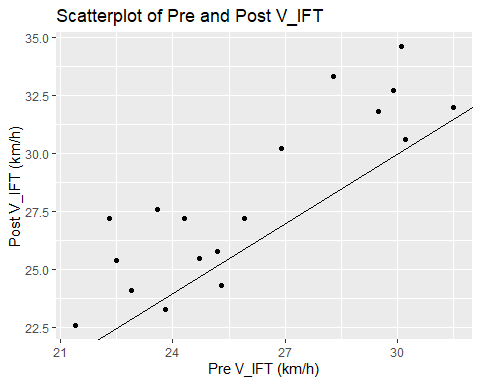 Scatterplot of Pre and Post V_IFT
Post V_IFT (km/h)
35.0
32.5
30.0
27.5
25.0
22.5
21 24 27 30
Pre V_IFT (km/h)